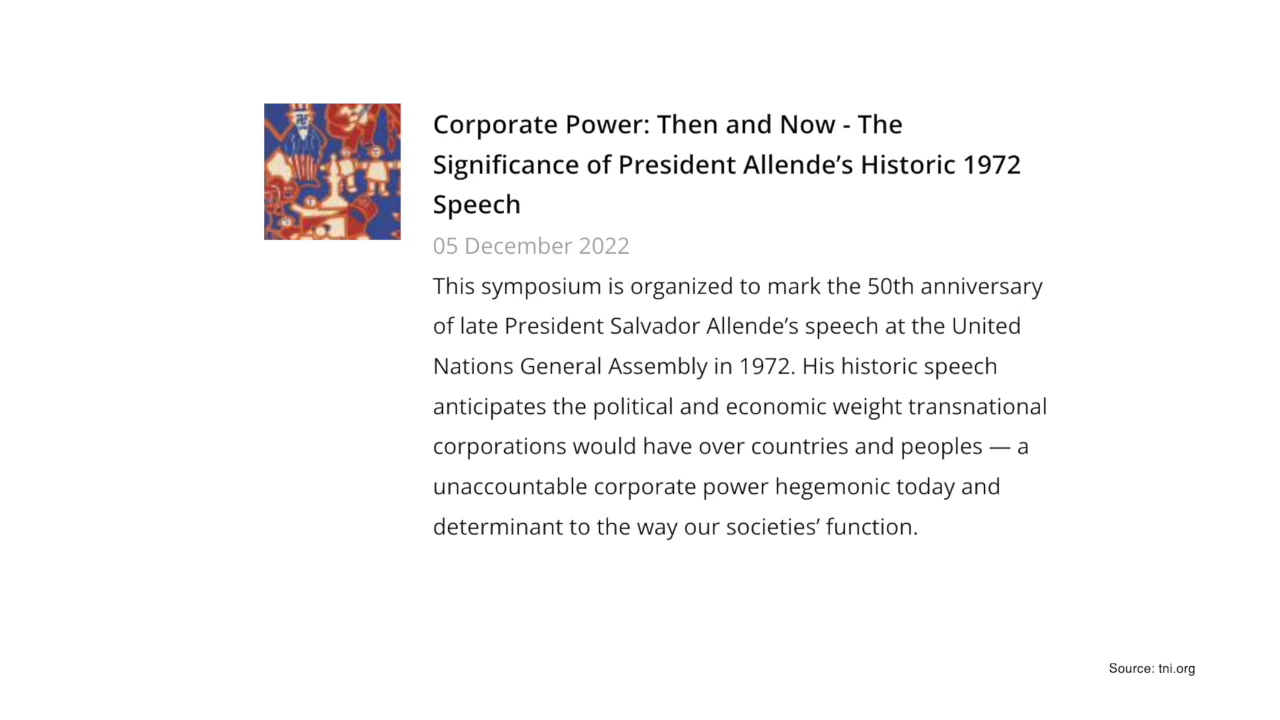 Corporate Power: Then and Now - The
Significance of President Allende’s Historic 1972
Speech
05 December 2022
This symposium is organized to mark the 50th anniversary
of late President Salvador Allende’s speech at the United
Nations General Assembly in 1972. His historic speech
anticipates the political and economic weight transnational
corporations would have over countries and peoples — a
unaccountable corporate power hegemonic today and
determinant to the way our societies’ function.
Source: tni.org